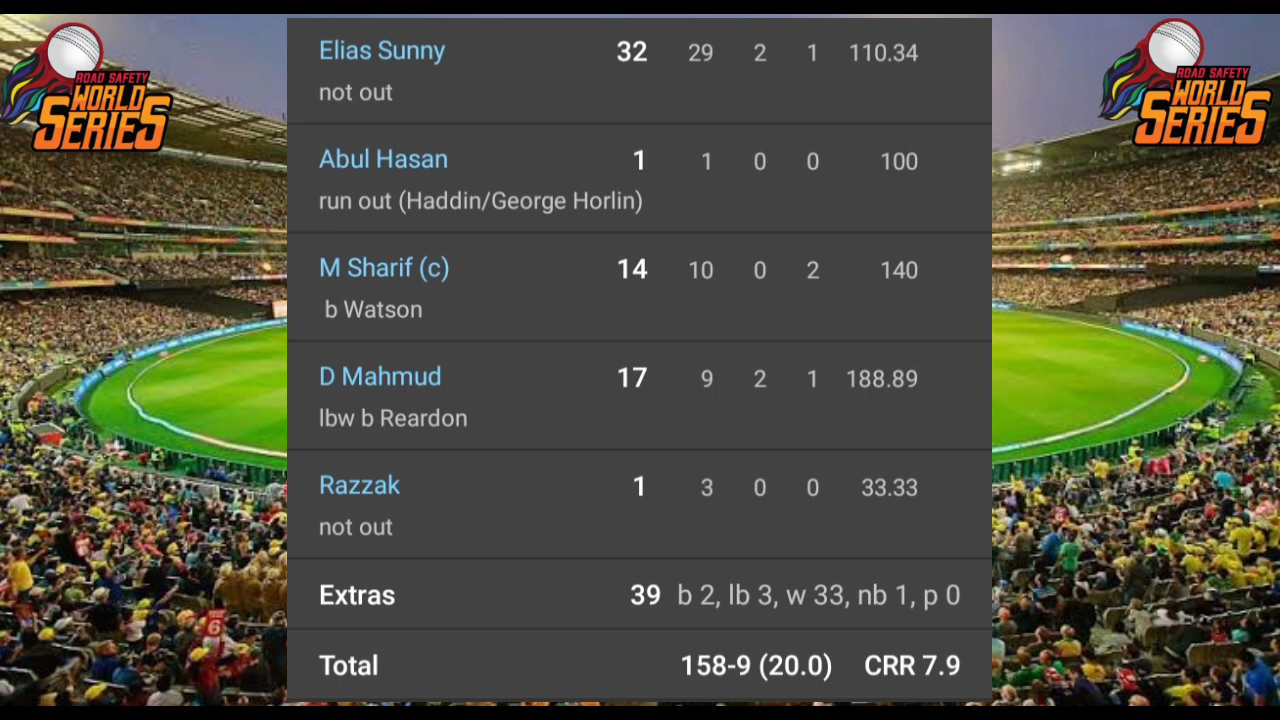 ROAD SAFETY
WORLD
SERIES
ROAD SAFETY
WORLD
SERIES
Elias Sunny 32 29 2 1 110.34
not out
Abul Hasan 1 1 0 0 100
run out (Haddin/George Horlin)
M Sharif (c) 14 10 0 2 140
b Watson
D Mahmud 17 9 2 1 188.89
lbw b Reardon
Razzak 1 3 0 0 33.33
not out
Extras 39 b 2, lb 3, w 33, nb 1, p 0
Total 158-9 (20.0) CRR 7.9
6